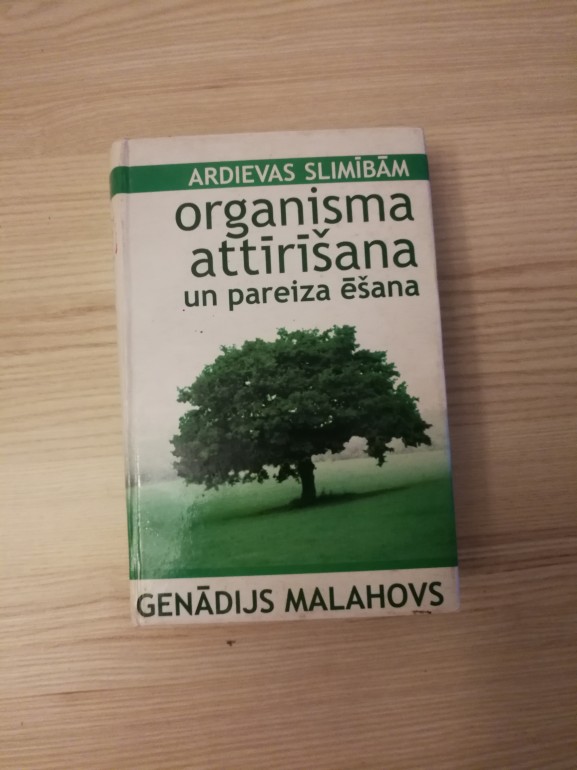 ARDIEVAS SLIMĪBĀM
organisma
attīrīšana
un pareiza ēšana
GENĀDIJS MALAHOVS